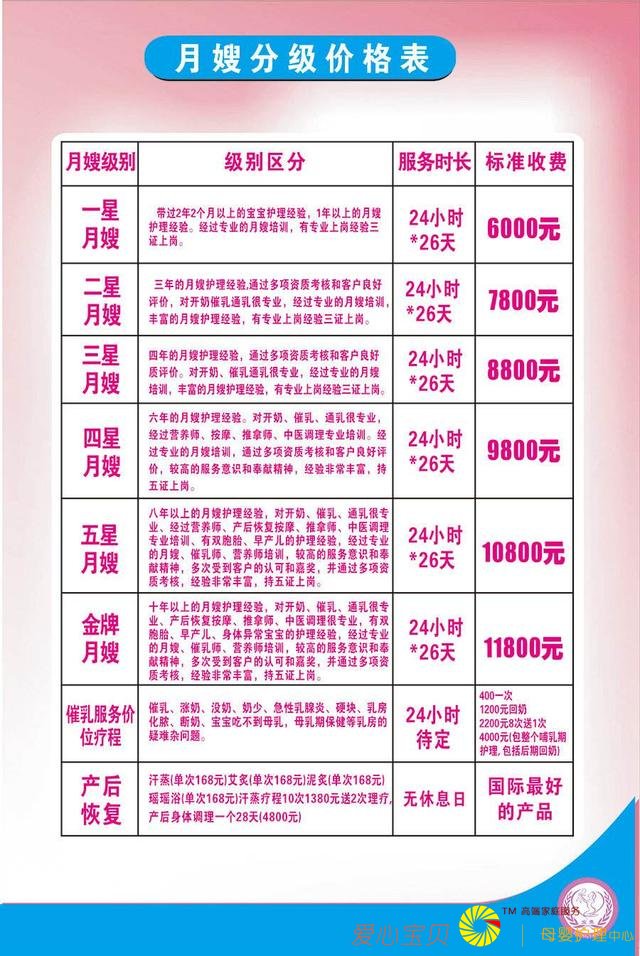 月嫂分级价格表
月嫂级别
级别区分
服务时长
标准收费
一星
月嫂
带过2年2个月以上的宝宝护理经验，1年以上的月嫂
护理经验。经过专业的月嫂培训，有专业上岗经验三
证上岗。
24小时
*26天
6000元
二星
月嫂
三年的月嫂护理经验,通过多项资质考核和客户良好
评价，对开奶催乳通乳很专业，经过专业的月嫂培训，
丰富的月嫂护理经验，有专业上岗经验三证上岗。
24小时
*26天
7800元
三星
月嫂
四年的月嫂护理经验，通过多项资质考核和客户良好
质评价。对开奶、催乳通乳很专业，经过专业的月嫂
培训，丰富的月嫂护理经验，有专业上岗经验三证上岗。
24小时
*26天
8800元
四星
月嫂
六年的月嫂护理经验。对开奶、催乳、通乳很专业，
经过营养师、按摩、推拿师、中医调理专业培训。经
过专业的月嫂培训，通过多项资质考核和客户良好评
价，较高的服务意识和奉献精神，经验非常丰富，持
五证上岗。
24小时
*26天
9800元
五星
月嫂
八年以上的月嫂护理经验，对开奶、催乳、通乳很专
业、经过营养师、产后恢复按摩、推拿师、中医调理
专业培训、有双胞胎、早产儿的护理经验，经过专业
的月嫂、催乳师、营养师培训，较高的服务意识和奉
献精神，多次受到客户的认可和嘉奖，并通过多项资
质考核，经验非常丰富，持五证上岗。
24小时
*26天
10800元
金牌
月嫂
十年以上的月嫂护理经验，对开奶、催乳、通乳很专
业、产后恢复按摩、推拿师、中医调理很专业，有双
胞胎、早产儿、身体异常宝宝的护理经验，经过专业
的月嫂、催乳师、营养师培训，较高的服务意识和奉
献精神，多次受到客户的认可和嘉奖，并通过多项资
质考核，经验非常丰富，持五证上岗。
24小时
*26天
11800元
催乳服务价
位疗程
催乳、涨奶、没奶、奶少、急性乳腺炎、硬块、乳房
化脓、断奶、宝宝吃不到母乳，母乳期保健等乳房的
疑难杂问题。
24小时
待定
400一次
1200元回奶
2200元8次送1次
4000元(包整个哺乳期
护理,包括后期回奶)
产后
恢复
汗蒸(单次168元)艾炙(单次168元)泥炙(单次168元)
瑶瑶浴(单次168元)汗蒸疗程10次1380元送2次理疗,
产后身体调理一个28天(4800元)
无休息日
国际最好
的产品
TM 高端家庭服务
爱心宝贝
母婴护理中心